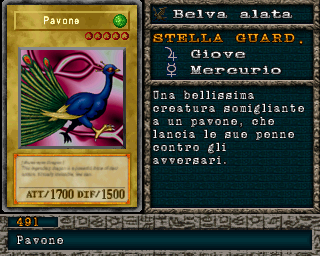 Pavone
ATT/1700 DIF/1500
Belva alata
STELLA GUARD.
Giove
Mercurio
Una bellissima
creatura somigliante
a un pavone, che
lancia le sue penne
contro gli
avversari.
491
Pavone